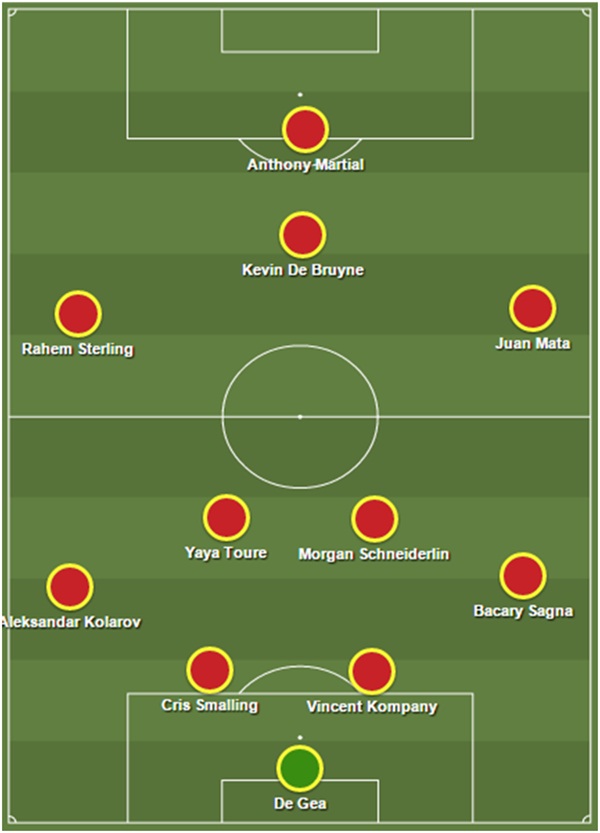 Anthony Martial
Kevin De Bruyne
Rahem Sterling
Juan Mata
Yaya Toure
Morgan Schneiderlin
Aleksandar Kolarov
Bacary Sagna
Cris Smalling
Vincent Kompany
De Gea